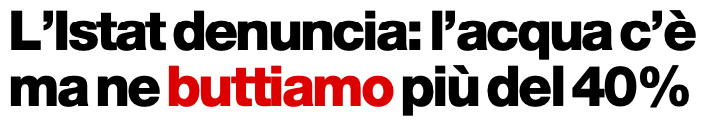 L’Istat denuncia: l’acqua c’è
ma ne buttiamo più del 40%